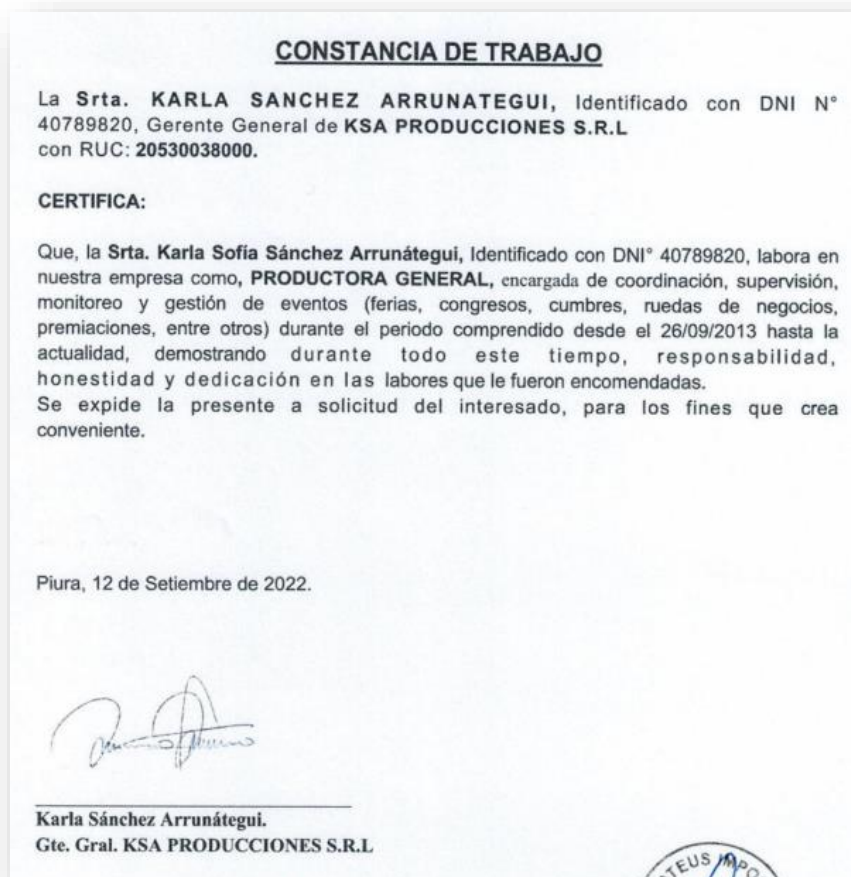 CONSTANCIA DE TRABAJO
La Srta. KARLA SANCHEZ ARRUNATEGUI, Identificado con DNI N°
40789820, Gerente General de KSA PRODUCCIONES S.R.L
con RUC: 20530038000.
CERTIFICA:
Que, la Srta. Karla Sofía Sánchez Arrunátegui, Identificado con DNI° 40789820, labora en
nuestra empresa como, PRODUCTORA GENERAL, encargada de coordinación, supervisión,
monitoreo y gestión de eventos (ferias, congresos, cumbres, ruedas de negocios,
premiaciones, entre otros) durante el periodo comprendido desde el 26/09/2013 hasta la
actualidad, demostrando durante todo este tiempo, responsabilidad,
honestidad y dedicación en las labores que le fueron encomendadas.
Se expide la presente a solicitud del interesado, para los fines que crea
conveniente.
Piura, 12 de Setiembre de 2022.
Karla Sánchez Arrunátegui.
Gte. Gral. KSA PRODUCCIONES S.R.L